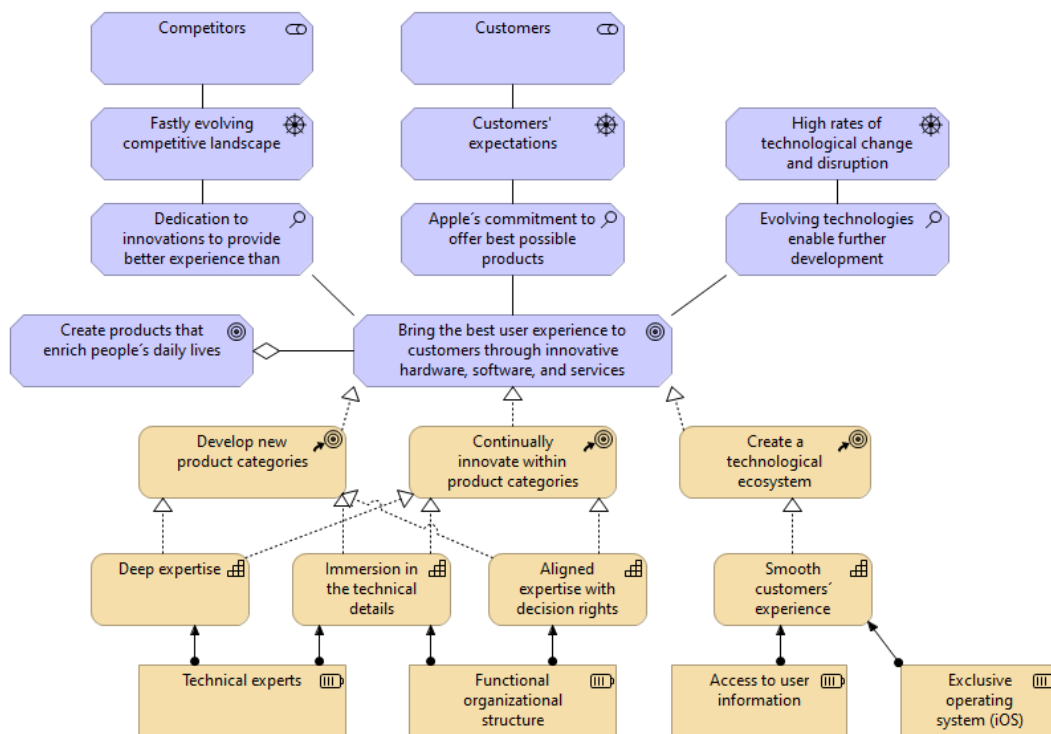 Competitors
Customers
Fastly evolving
competitive landscape
Customers'
expectations
High rates of
technological change
and disruption
Dedication to
innovations to provide
better experience than
Apple´s commitment to
offer best possible
products
Evolving technologies
enable further
development
Create products that
enrich people´s daily lives
Bring the best user experience to
customers through innovative
hardware, software, and services
Develop new
product categories
Continually
innovate within
product categories
Create a
technological
ecosystem
Deep expertise
Immersion in
the technical
details
Aligned
expertise with
decision rights
Smooth
customers´
experience
Technical experts
Functional
organizational
structure
Access to user
information
Exclusive
operating
system (iOS)